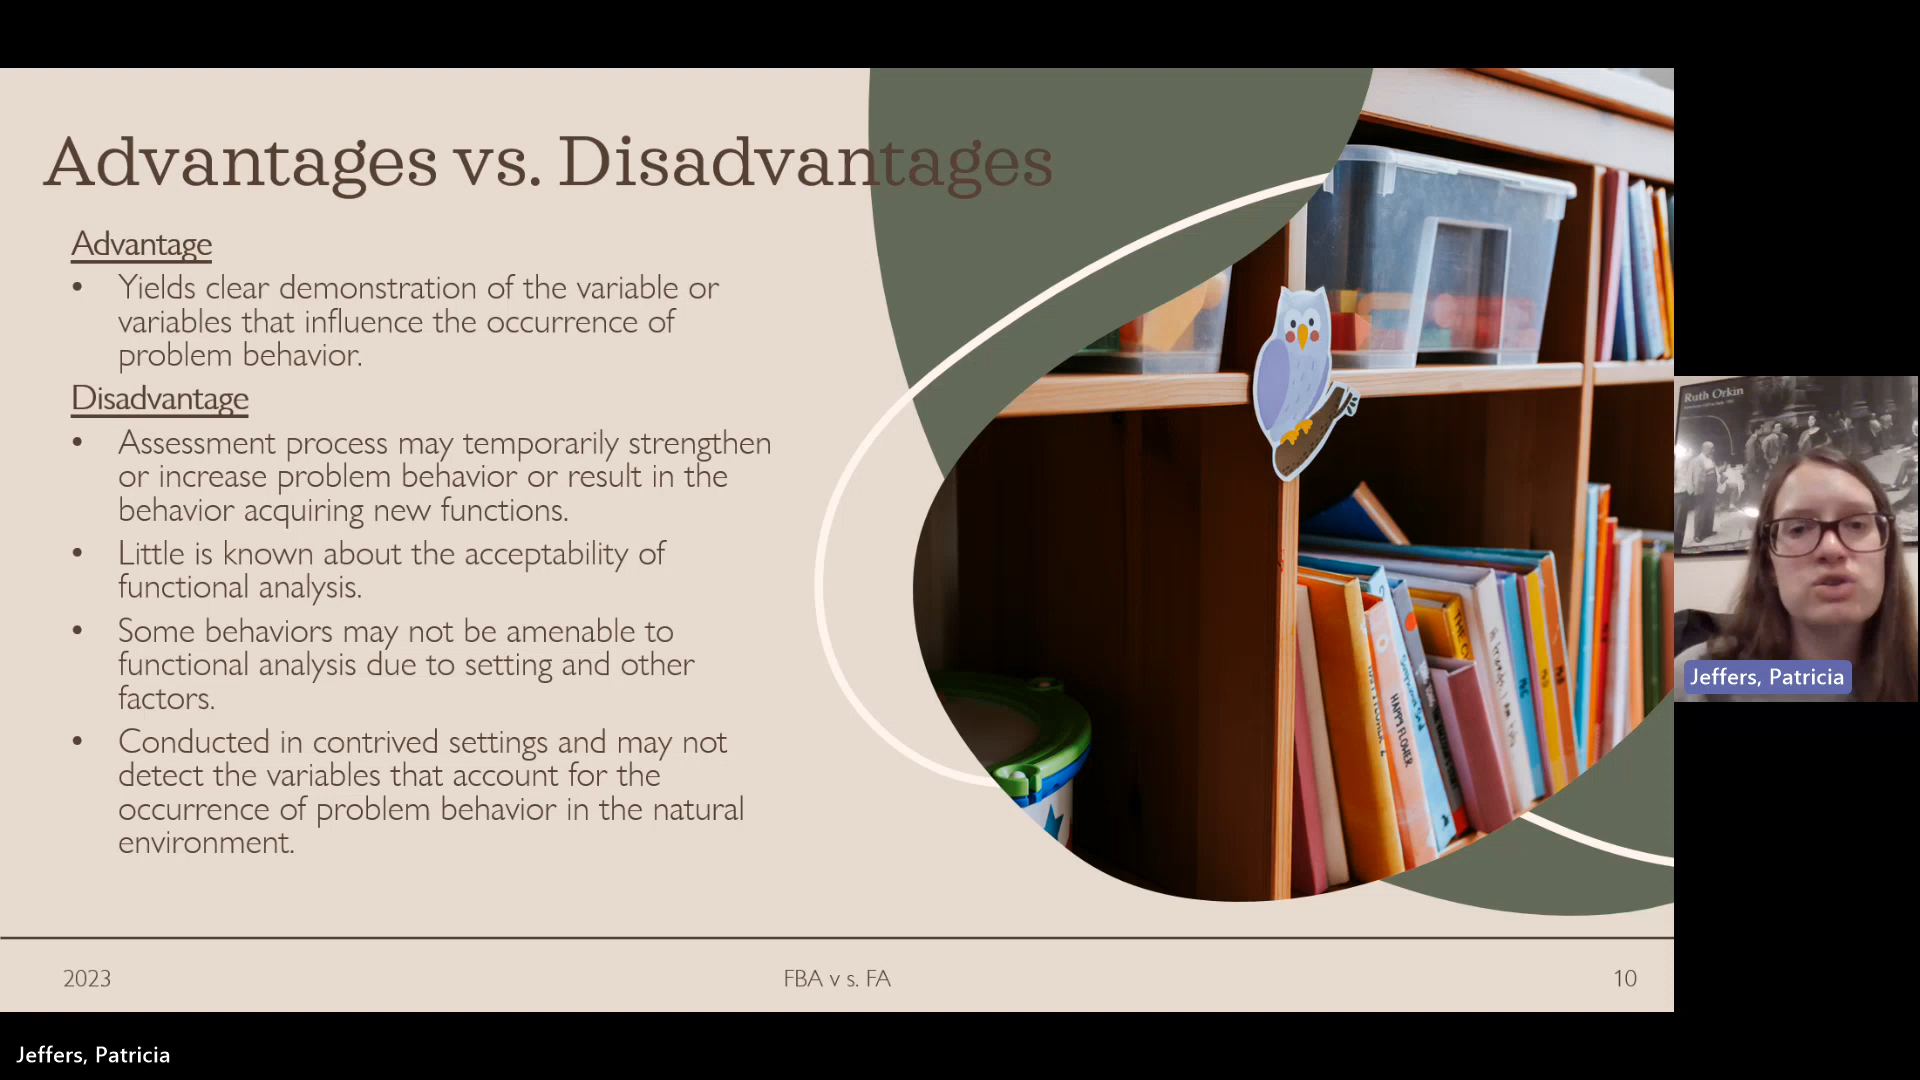 Advantages vs. Disadvantages
Advantage
• Yields clear demonstration of the variable or
variables that influence the occurrence of
problem behavior.
Disadvantage
• Assessment process may temporarily strengthen
or increase problem behavior or result in the
behavior acquiring new functions.
• Little is known about the acceptability of
functional analysis.
• Some behaviors may not be amenable to
functional analysis due to setting and other
factors.
• Conducted in contrived settings and may not
detect the variables that account for the
occurrence of problem behavior in the natural
environment.
HAPPY FLOWER
2023
FBA v s. FA
10
Ruth Orkin
Jeffers, Patricia
Jeffers, Patricia